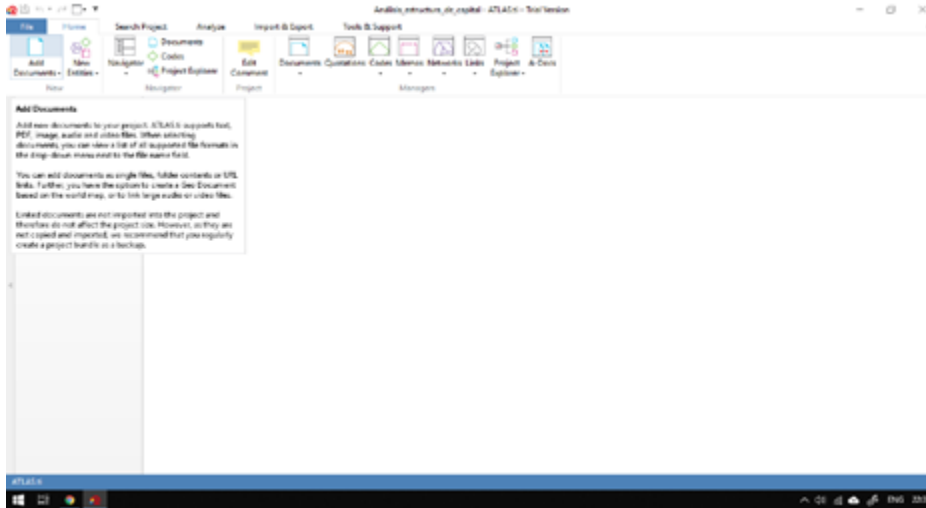 Análisis_estructura_de_capital - ATLAS.ti - Trial Version
File Home Search Project Analyze Import & Export Tools & Support
Add Documents New Entities Navigator Documents Codes Project Explorer Edit Comment Documents Quotations Codes Memos Networks Links Project Explorer A-Docs
New Navigator Project Managers
Add Documents
Add new documents to your project. ATLAS.ti supports text,
PDF, image, audio and video files. When selecting
documents, you can view a list of all supported file formats in
the drop-down menu next to the file name field.
You can add documents as single files, folder contents or URL
links. Further, you have the option to create a Geo Document
based on the world map, or to link large audio or video files.
Linked documents are not imported into the project and
therefore do not affect the project size. However, as they are
not copied and imported, we recommend that you regularly
create a project bundle as a backup.
ATLAS.ti
ENG